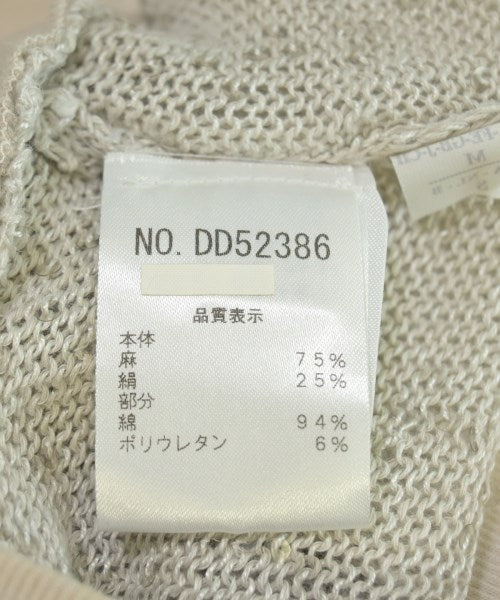 NO. DD52386
品質表示
本体
麻 75%
絹 25%
部分
綿 94%
ポリウレタン 6%
M